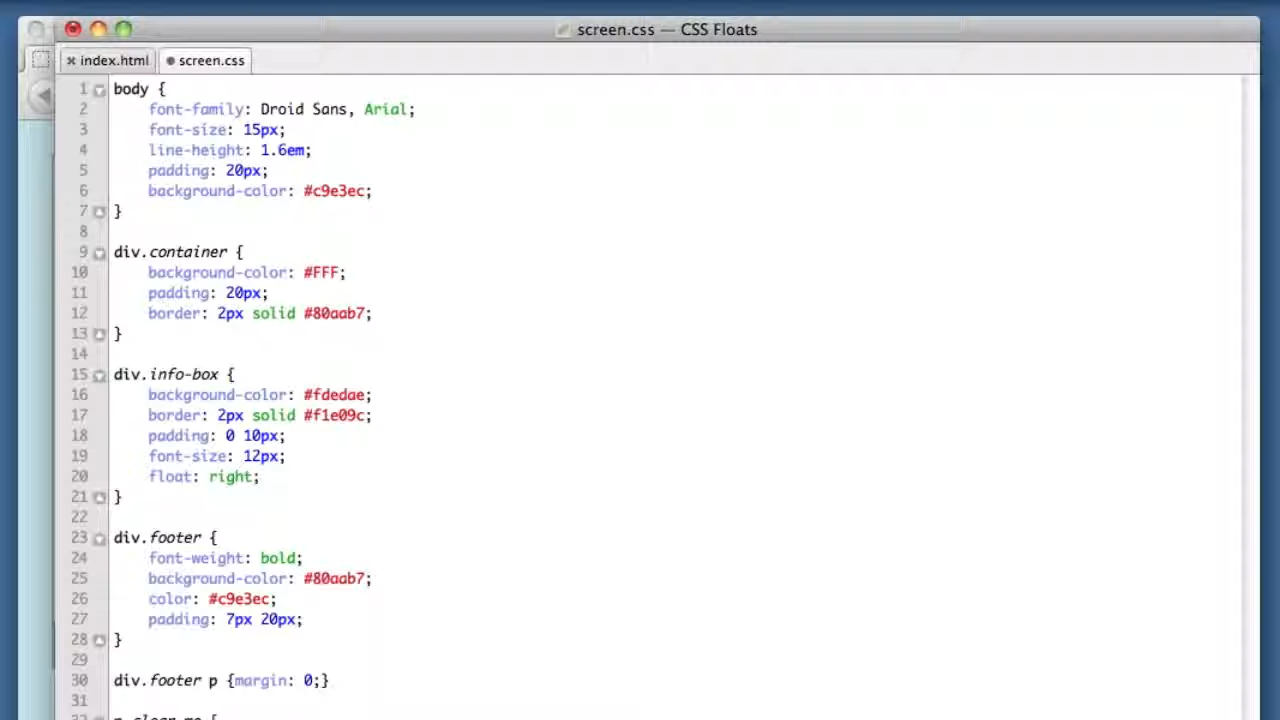 screen.css — CSS Floats
index.html screen.css
1 body {
2 font-family: Droid Sans, Arial;
3 font-size: 15px;
4 line-height: 1.6em;
5 padding: 20px;
6 background-color: #c9e3ec;
7 }
8
9 div.container {
10 background-color: #FFF;
11 padding: 20px;
12 border: 2px solid #80aab7;
13 }
14
15 div.info-box {
16 background-color: #fdedae;
17 border: 2px solid #f1e09c;
18 padding: 0 10px;
19 font-size: 12px;
20 float: right;
21 }
22
23 div.footer {
24 font-weight: bold;
25 background-color: #80aab7;
26 color: #c9e3ec;
27 padding: 7px 20px;
28 }
29
30 div.footer p {margin: 0;}
31
32 p.clear-me {